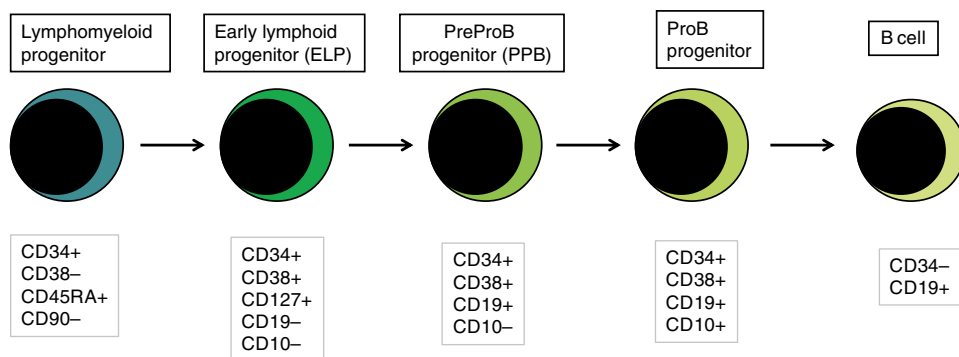 Lymphomyeloid
progenitor
Early lymphoid
progenitor (ELP)
PreProB
progenitor (PPB)
ProB
progenitor
B cell
CD34+
CD38–
CD45RA+
CD90–
CD34+
CD38+
CD127+
CD19–
CD10–
CD34+
CD38+
CD19+
CD10–
CD34+
CD38+
CD19+
CD10+
CD34–
CD19+